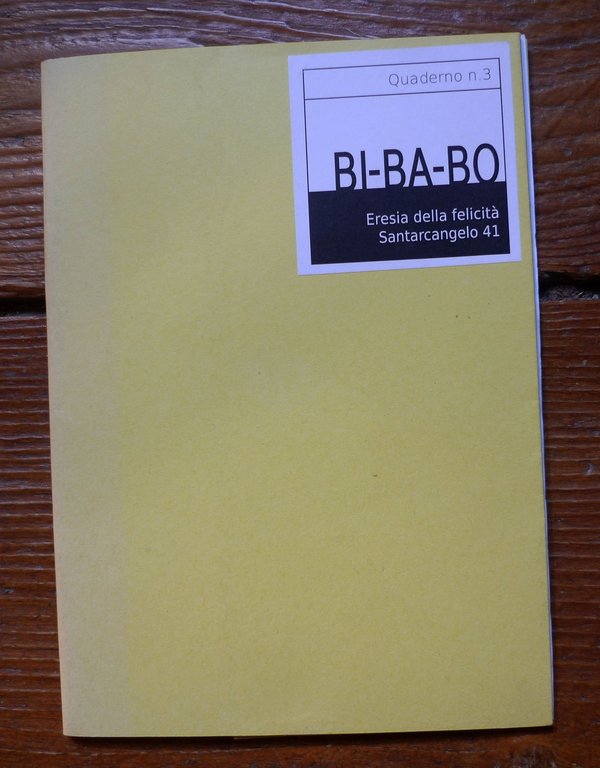 Quaderno n.3
BI-BA-BO
Eresia della felicità
Santarcangelo 41